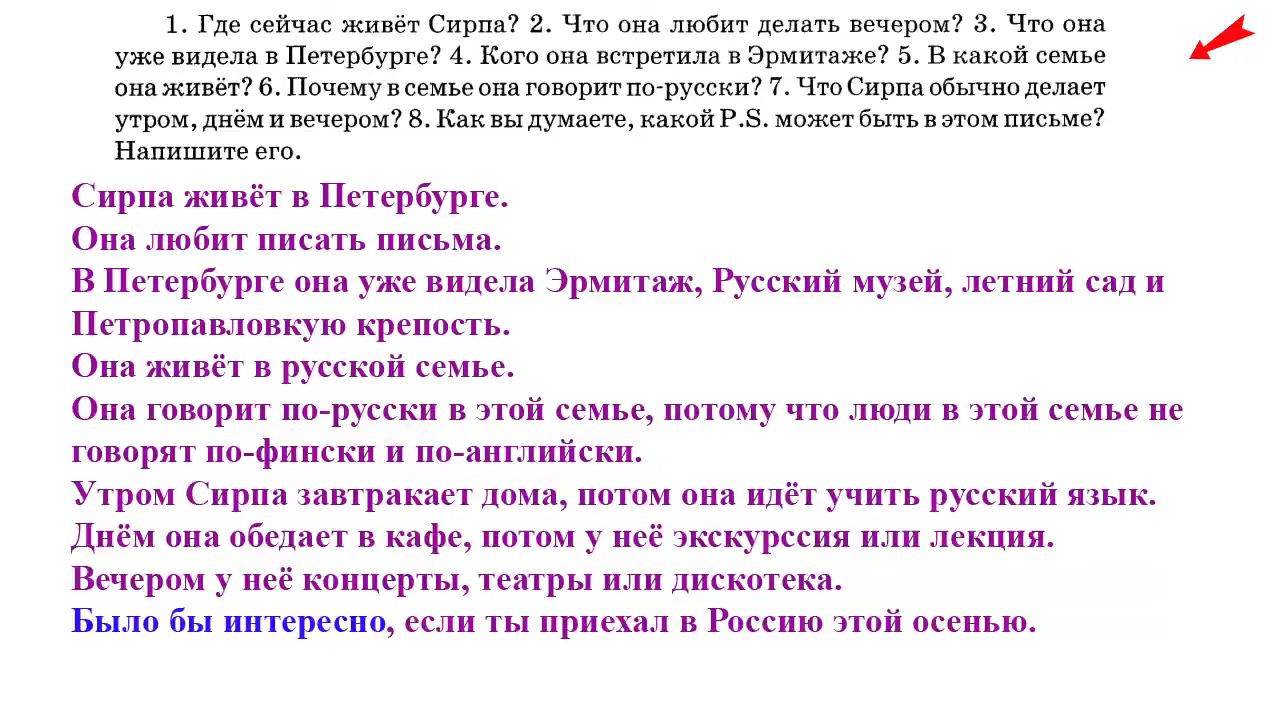 1. Где сейчас живёт Сирпа? 2. Что она любит делать вечером? 3. Что она
уже видела в Петербурге? 4. Кого она встретила в Эрмитаже? 5. В какой семье
она живёт? 6. Почему в семье она говорит по-русски? 7. Что Сирпа обычно делает
утром, днём и вечером? 8. Как вы думаете, какой P.S. может быть в этом письме?
Напишите его.
Сирпа живёт в Петербурге.
Она любит писать письма.
В Петербурге она уже видела Эрмитаж, Русский музей, летний сад и
Петропавловкую крепость.
Она живёт в русской семье.
Она говорит по-русски в этой семье, потому что люди в этой семье не
говорят по-фински и по-английски.
Утром Сирпа завтракает дома, потом она идёт учить русский язык.
Днём она обедает в кафе, потом у неё экскурссия или лекция.
Вечером у неё концерты, театры или дискотека.
Было бы интересно, если ты приехал в Россию этой осенью.